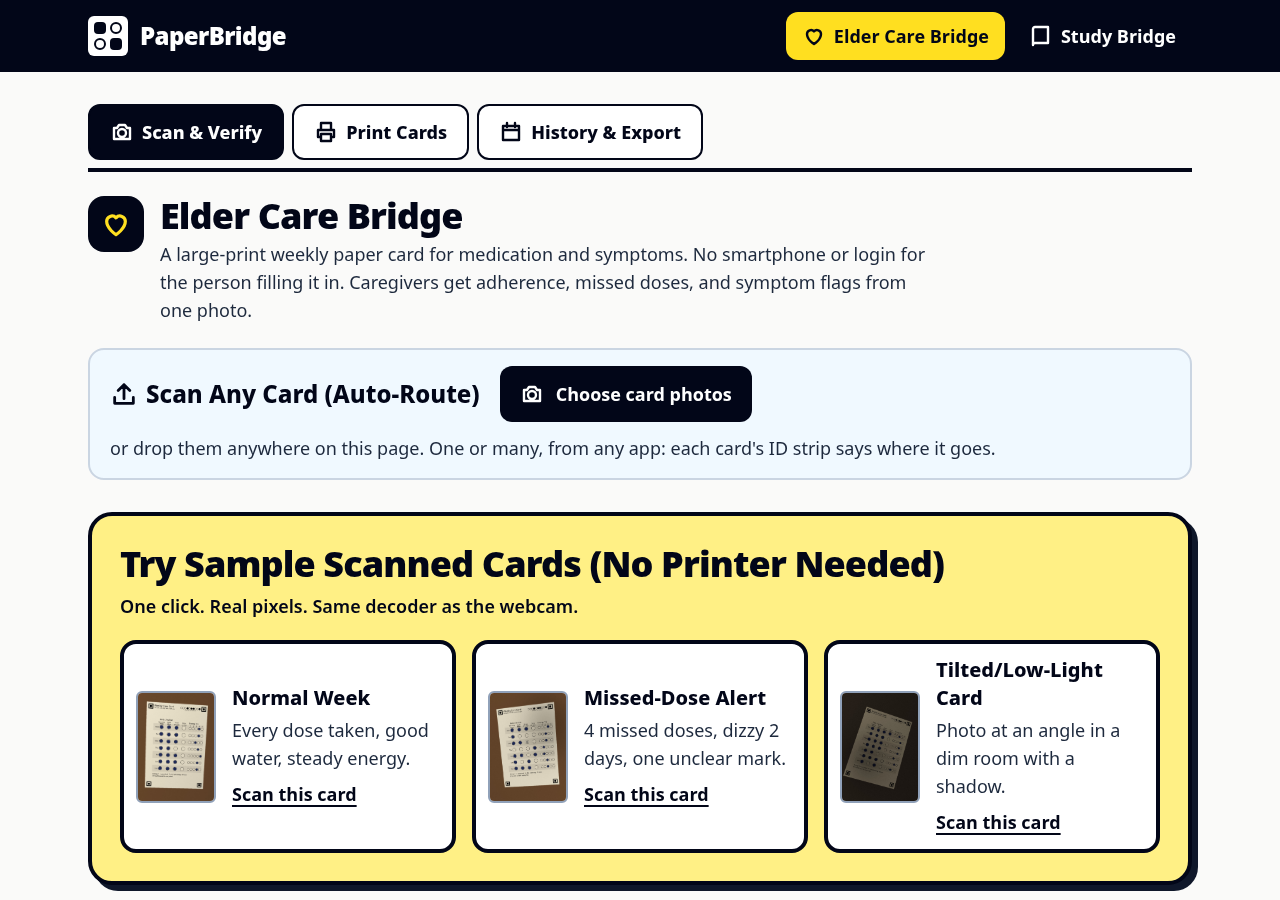 PaperBridge
Elder Care Bridge
Study Bridge
Scan & Verify
Print Cards
History & Export
Elder Care Bridge
A large-print weekly paper card for medication and symptoms. No smartphone or login for
the person filling it in. Caregivers get adherence, missed doses, and symptom flags from
one photo.
Scan Any Card (Auto-Route)
Choose card photos
or drop them anywhere on this page. One or many, from any app: each card's ID strip says where it goes.
Try Sample Scanned Cards (No Printer Needed)
One click. Real pixels. Same decoder as the webcam.
Normal Week
Every dose taken, good
water, steady energy.
Scan this card
Missed-Dose Alert
4 missed doses, dizzy 2
days, one unclear mark.
Scan this card
Tilted/Low-Light
Card
Photo at an angle in a
dim room with a
shadow.
Scan this card